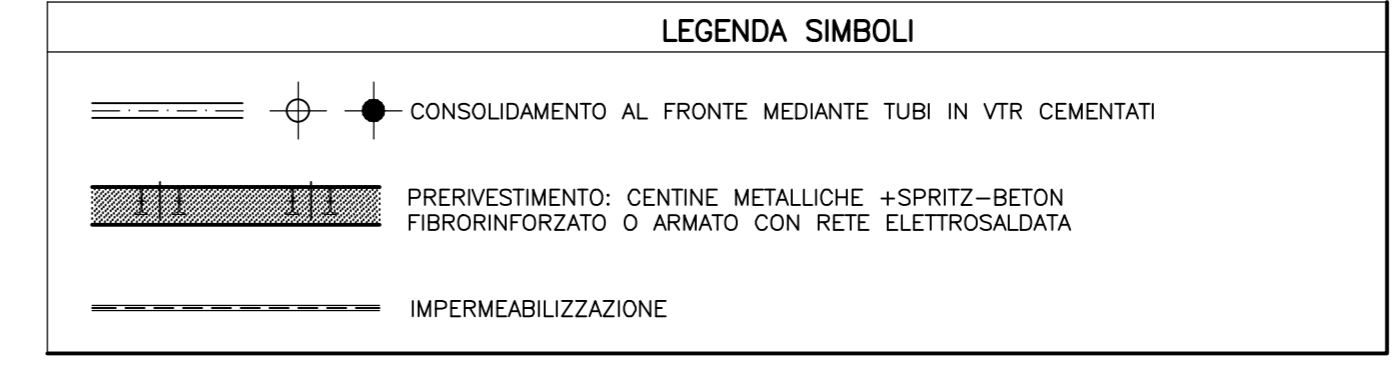 LEGENDA SIMBOLI
CONSOLIDAMENTO AL FRONTE MEDIANTE TUBI IN VTR CEMENTATI
PRERIVESTIMENTO: CENTINE METALLICHE +SPRITZ-BETON
FIBRORINFORZATO O ARMATO CON RETE ELETTROSALDATA
IMPERMEABILIZZAZIONE